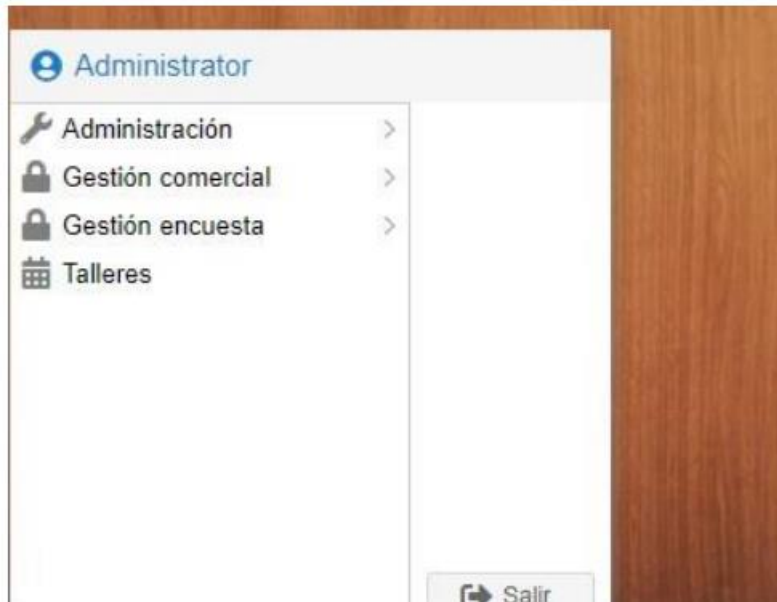 Administrator
Administración
Gestión comercial
Gestión encuesta
Talleres
Salir